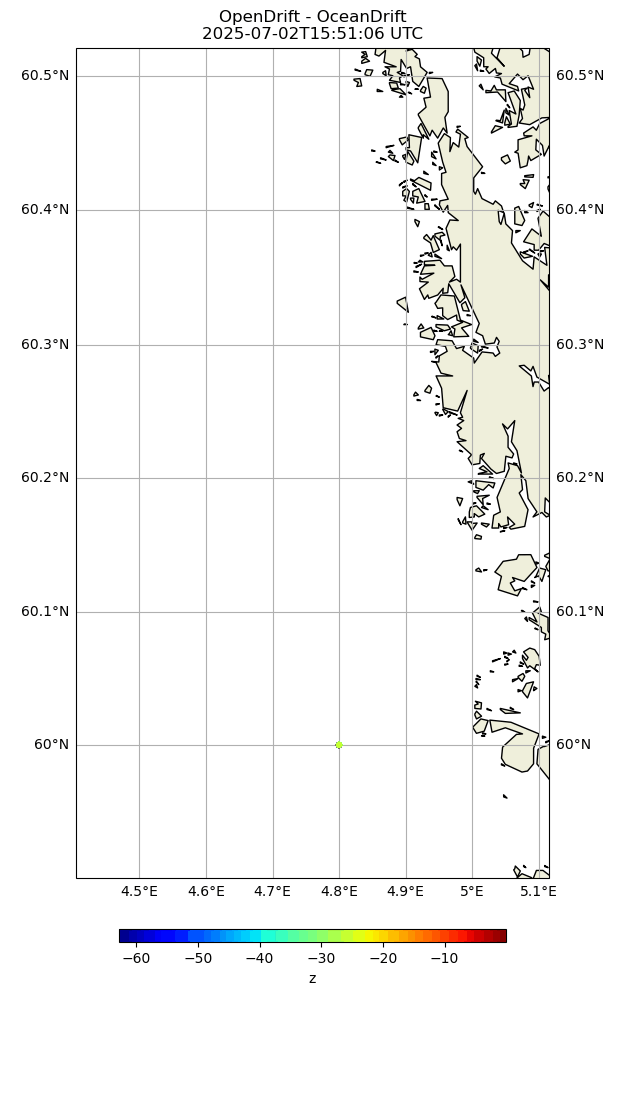 OpenDrift - OceanDrift
2025-07-02T15:51:06 UTC
60.5°N 60.5°N
60.4°N 60.4°N
60.3°N 60.3°N
60.2°N 60.2°N
60.1°N 60.1°N
60°N 60°N
4.5°E 4.6°E 4.7°E 4.8°E 4.9°E 5°E 5.1°E
−60 −50 −40 −30 −20 −10
z